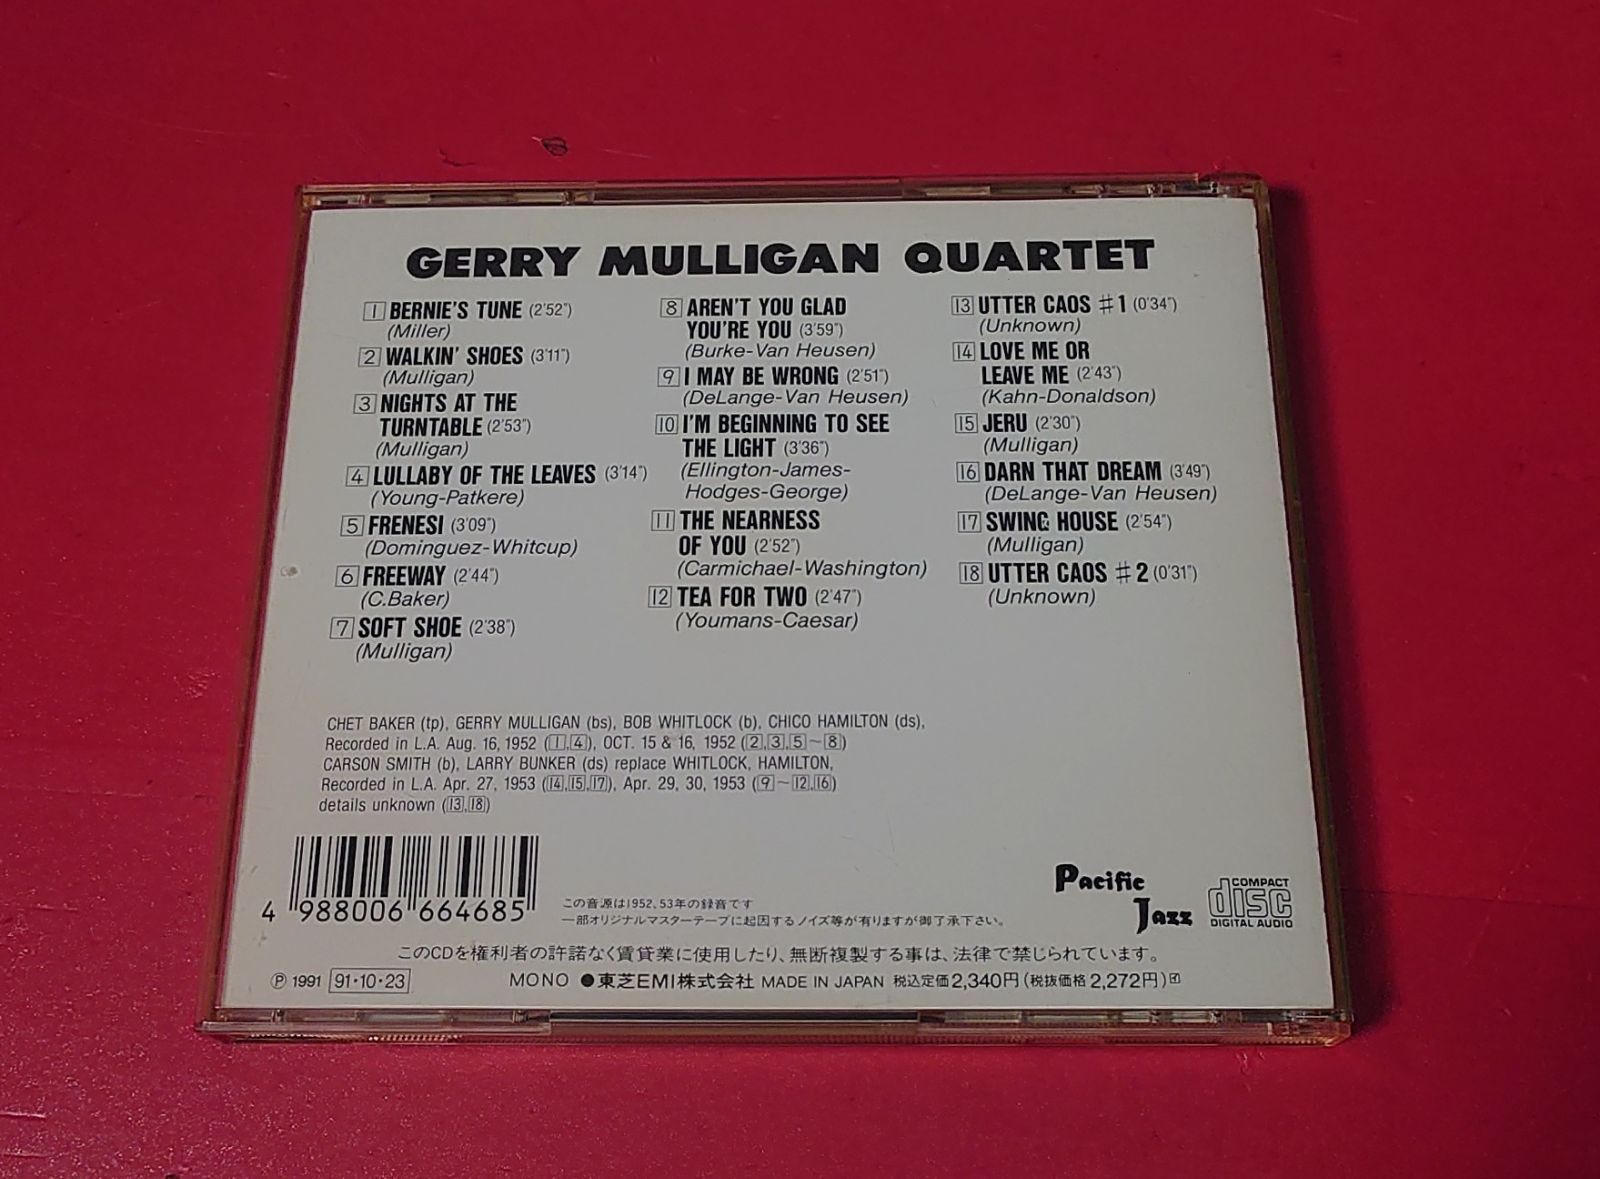 GERRY MULLIGAN QUARTET
1 BERNIE'S TUNE (2'52")
(Miller)
2 WALKIN' SHOES (3'11")
(Mulligan)
3 NIGHTS AT THE
TURNTABLE (2'53")
(Mulligan)
4 LULLABY OF THE LEAVES (3'14")
(Young-Patkere)
5 FRENESI (3'09")
(Dominguez-Whitcup)
6 FREEWAY (2'44")
(C.Baker)
7 SOFT SHOE (2'38")
(Mulligan)
8 AREN'T YOU GLAD
YOU'RE YOU (3'59")
(Burke-Van Heusen)
9 I MAY BE WRONG (2'51")
(DeLange-Van Heusen)
10 I'M BEGINNING TO SEE
THE LIGHT (3'36")
(Ellington-James-
Hodges-George)
11 THE NEARNESS
OF YOU (2'52")
(Carmichael-Washington)
12 TEA FOR TWO (2'47")
(Youmans-Caesar)
13 UTTER CAOS #1 (0'34")
(Unknown)
14 LOVE ME OR
LEAVE ME (2'43")
(Kahn-Donaldson)
15 JERU (2'30")
(Mulligan)
16 DARN THAT DREAM (3'49")
(DeLange-Van Heusen)
17 SWING HOUSE (2'54")
(Mulligan)
18 UTTER CAOS #2 (0'31")
(Unknown)
CHET BAKER (tp), GERRY MULLIGAN (bs), BOB WHITLOCK (b), CHICO HAMILTON (ds),
Recorded in L.A. Aug. 16, 1952 (1,4), OCT. 15 & 16, 1952 (2,3,5~8)
CARSON SMITH (b), LARRY BUNKER (ds) replace WHITLOCK, HAMILTON,
Recorded in L.A. Apr. 27, 1953 (14,15,17), Apr. 29, 30, 1953 (9~12,16)
details unknown (13,18)
4 988006 664685
この音源は1952、53年の録音です
一部オリジナルマスターテープに起因するノイズ等が有りますが御了承下さい。
Pacific
Jazz
COMPACT
disc
DIGITAL AUDIO
このCDを権利者の許諾なく賃貸業に使用したり、無断複製する事は、法律で禁じられています。
Ⓟ 1991 91・10・23 MONO ●東芝EMI株式会社 MADE IN JAPAN 税込定価2,340円(税抜価格2,272円)